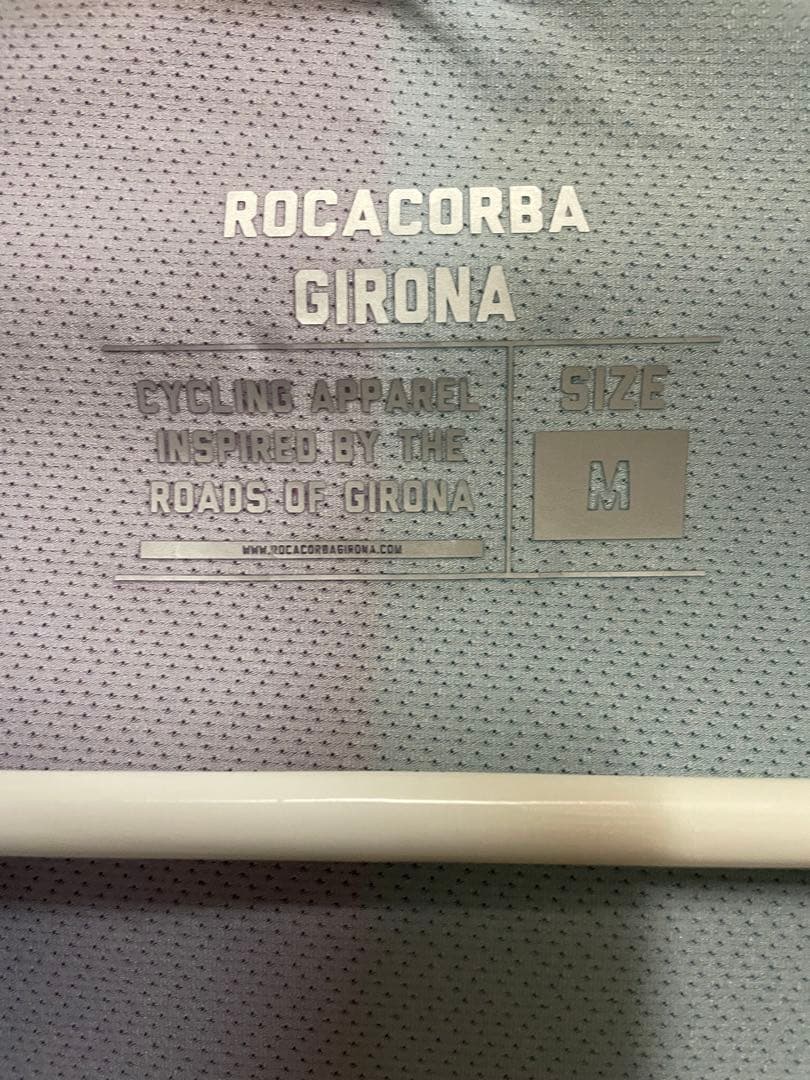 ROCACORBA
GIRONA
CYCLING APPAREL
INSPIRED BY THE
ROADS OF GIRONA
WWW.ROCACORBAGIRONA.COM
SIZE
M